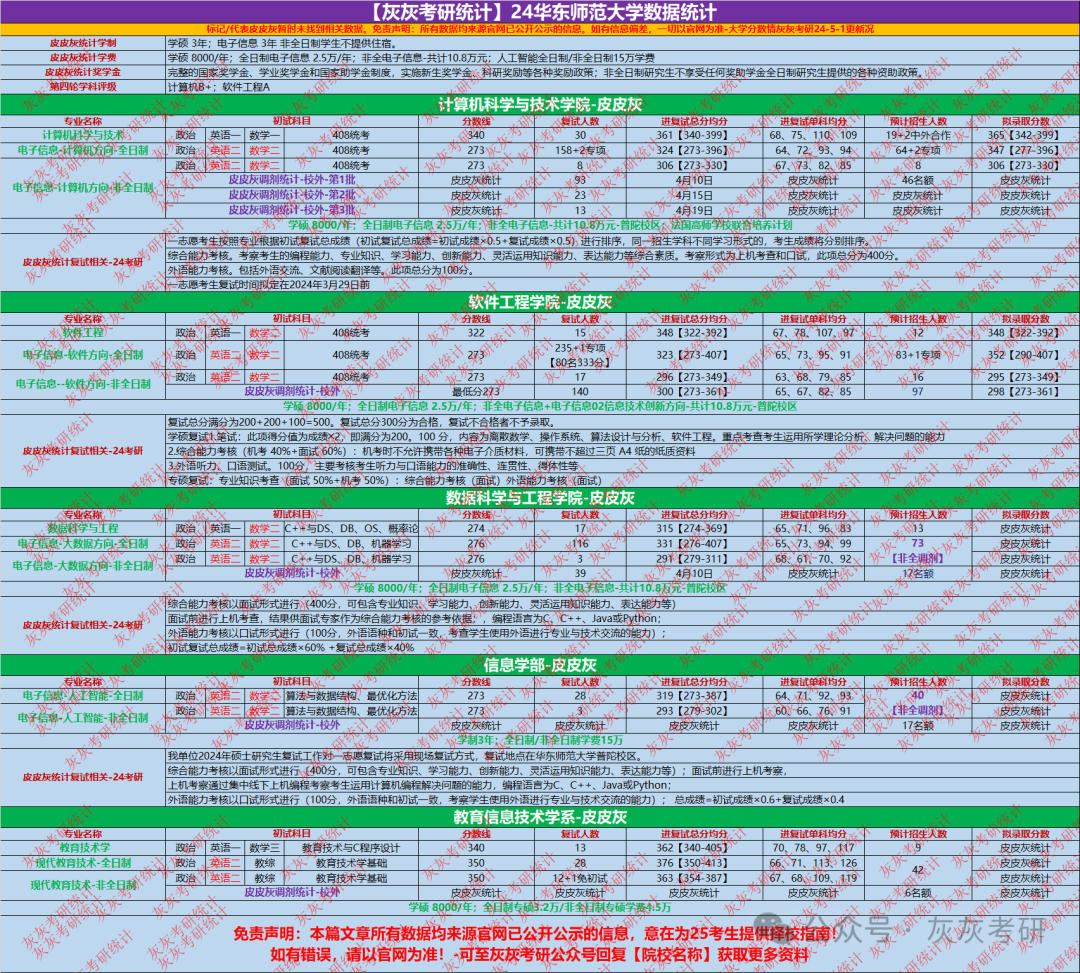 【灰灰考研统计】24华东师范大学数据统计
标记/代表皮皮灰暂时未找到相关数据。免责声明：所有数据均来源官网已公开公示的信息。如有信息偏差，一切以官网为准-大学分数情灰灰考研24-5-1更新况
皮皮灰统计学制 学硕 3年；电子信息 3年 非全日制学生不提供住宿。
皮皮灰统计学费 学硕 8000/年；全日制电子信息 2.5万/年；非全电子信息-共计10.8万元；人工智能全日制/非全日制15万学费
皮皮灰统计奖学金 完整的国家奖学金、学业奖学金和国家助学金制度，实施新生奖学金、科研奖励等各种奖励政策；非全日制研究生不享受任何奖助学金全日制研究生提供的各种资助政策。
第四轮学科评级 计算机B+；软件工程A
计算机科学与技术学院-皮皮灰
专业名称 初试科目 分数线 复试人数 进复试总分均分 进复试单科均分 预计招生人数 拟录取分数
计算机科学与技术 政治 英语一 数学一 408统考 340 30 361【340-399】 68、75、110、109 19+2中外合作 365【342-399】
电子信息-计算机方向-全日制 政治 英语二 数学二 408统考 273 158+2专项 324【273-396】 64、72、93、94 64+2专项 347【277-396】
电子信息-计算机方向-非全日制 政治 英语二 数学二 408统考 273 8 306【273-330】 67、73、82、85 8 306【273-330】
皮皮灰调剂统计-校外-第1批 皮皮灰统计 93 4月10日 皮皮灰统计 46名额 皮皮灰统计
皮皮灰调剂统计-校外-第2批 皮皮灰统计 23 4月15日 皮皮灰统计 皮皮灰统计 皮皮灰统计
皮皮灰调剂统计-校外-第3批 皮皮灰统计 13 4月19日 皮皮灰统计 皮皮灰统计 皮皮灰统计
学硕 8000/年；全日制电子信息 2.5万/年；非全电子信息-共计10.8万元-普陀校区；法国高师学校联合培养计划
皮皮灰统计复试相关-24考研
一志愿考生按照专业根据初试复试总成绩（初试复试总成绩=初试成绩×0.5+复试成绩×0.5）进行排序，同一招生学科不同学习形式的，考生成绩将分别排序。
综合能力考核。考察考生的编程能力、专业知识、学习能力、创新能力、灵活运用知识能力、表达能力等综合素质。考察形式为上机考查和口试，此项总分为400分。
外语能力考核。包括外语交流、文献阅读翻译等。此项总分为100分。
一志愿考生复试时间拟定在2024年3月29日前
软件工程学院-皮皮灰
专业名称 初试科目 分数线 复试人数 进复试总分均分 进复试单科均分 预计招生人数 拟录取分数
软件工程 政治 英语一 数学二 408统考 322 15 348【322-392】 67、78、107、97 12 348【322-392】
电子信息-软件方向-全日制 政治 英语二 数学二 408统考 273 235+1专项【80名333分】 323【273-407】 65、73、95、91 83+1专项 352【290-407】
电子信息--软件方向-非全日制 政治 英语二 数学二 408统考 273 17 296【273-349】 63、68、79、85 16 295【273-349】
皮皮灰调剂统计-校外 最低分273 140 300【273-361】 65、67、82、85 97 298【273-361】
学硕 8000/年；全日制电子信息 2.5万/年；非全电子信息+电子信息02信息技术创新方向-共计10.8万元-普陀校区
皮皮灰统计复试相关-24考研
复试总分满分为200+200+100=500。复试总分300分为合格，复试不合格者不予录取。
学硕复试1.笔试：此项得分值为成绩×2，即满分为200。100 分，内容为离散数学、操作系统、算法设计与分析、软件工程。重点考查考生运用所学理论分析、解决问题的能力
2.综合能力考核（机考 40%+面试 60%）：机考时不允许携带各种电子介质材料，可携带不超过三页 A4 纸的纸质资料
3.外语听力、口语测试。100分，主要考核考生听力与口语能力的准确性、连贯性、得体性等
专硕复试：专业知识考查（面试 50%+机考 50%）：综合能力考核（面试）外语能力考核（面试）
数据科学与工程学院-皮皮灰
专业名称 初试科目 分数线 复试人数 进复试总分均分 进复试单科均分 预计招生人数 拟录取分数
数据科学与工程 政治 英语一 数学二 C++与DS、DB、OS、概率论 274 17 315【274-369】 65、71、96、83 13 皮皮灰统计
电子信息-大数据方向-全日制 政治 英语二 数学二 C++与DS、DB、机器学习 276 116 331【276-407】 65、73、94、99 73 皮皮灰统计
电子信息-大数据方向-非全日制 政治 英语二 数学二 C++与DS、DB、机器学习 276 3 291【279-311】 68、61、70、92 【非全调剂】 皮皮灰统计
皮皮灰调剂统计-校外 皮皮灰统计 39 4月10日 皮皮灰统计 17名额 皮皮灰统计
学硕 8000/年；全日制电子信息 2.5万/年；非全电子信息-共计10.8万元-普陀校区
皮皮灰统计复试相关-24考研
综合能力考核以面试形式进行（400分，可包含专业知识、学习能力、创新能力、灵活运用知识能力、表达能力等）
面试前进行上机考查，结果供面试专家作为综合能力考核的参考依据；，编程语言为C、C++、Java或Python；
外语能力考核以口试形式进行（100分，外语语种和初试一致，考查学生使用外语进行专业与技术交流的能力）；
初试复试总成绩=初试总成绩×60% +复试总成绩×40%
信息学部-皮皮灰
专业名称 初试科目 分数线 复试人数 进复试总分均分 进复试单科均分 预计招生人数 拟录取分数
电子信息-人工智能-全日制 政治 英语二 数学二 算法与数据结构、最优化方法 273 28 319【273-387】 64、71、92、93 40 皮皮灰统计
电子信息-人工智能-非全日制 政治 英语二 数学二 算法与数据结构、最优化方法 273 3 293【279-302】 60、66、76、91 【非全调剂】 皮皮灰统计
皮皮灰调剂统计-校外 皮皮灰统计 皮皮灰统计 皮皮灰统计 皮皮灰统计 17名额 皮皮灰统计
学制3年；全日制/非全日制学费15万
皮皮灰统计复试相关-24考研
我单位2024年硕士研究生复试工作对一志愿复试将采用现场复试方式，复试地点在华东师范大学普陀校区。
综合能力考核以面试形式进行（400分，可包含专业知识、学习能力、创新能力、灵活运用知识能力、表达能力等）；面试前进行上机考察，
上机考察通过集中线下上机编程考察考生运用计算机编程解决问题的能力，编程语言为C、C++、Java或Python；
外语能力考核以口试形式进行（100分，外语语种和初试一致，考察学生使用外语进行专业与技术交流的能力）； 总成绩=初试成绩×0.6+复试成绩×0.4
教育信息技术学系-皮皮灰
专业名称 初试科目 分数线 复试人数 进复试总分均分 进复试单科均分 预计招生人数 拟录取分数
教育技术学 政治 英语一 数学三 教育技术与C程序设计 340 13 362【340-405】 70、78、97、117 9 皮皮灰统计
现代教育技术-全日制 政治 英语二 教综 教育技术学基础 350 28 376【350-413】 66、71、113、126 42 皮皮灰统计
现代教育技术-非全日制 政治 英语二 教综 教育技术学基础 350 12+1免初试 363【354-387】 67、68、109、119 皮皮灰统计
皮皮灰调剂统计-校外 皮皮灰统计 皮皮灰统计 皮皮灰统计 皮皮灰统计 6名额 皮皮灰统计
学硕 8000/年；全日制专硕3.2万/非全日制专硕学费4.5万
免责声明：本篇文章所有数据均来源官网已公开公示的信息，意在为25考生提供择校指南！
如有错误，请以官网为准！-可至灰灰考研公众号回复【院校名称】获取更多资料
公众号 · 灰灰考研